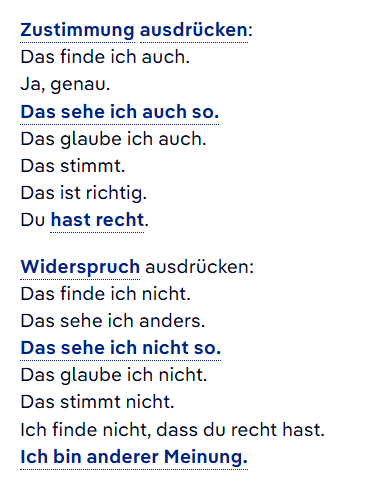 Zustimmung ausdrücken:
Das finde ich auch.
Ja, genau.
Das sehe ich auch so.
Das glaube ich auch.
Das stimmt.
Das ist richtig.
Du hast recht.
Widerspruch ausdrücken:
Das finde ich nicht.
Das sehe ich anders.
Das sehe ich nicht so.
Das glaube ich nicht.
Das stimmt nicht.
Ich finde nicht, dass du recht hast.
Ich bin anderer Meinung.